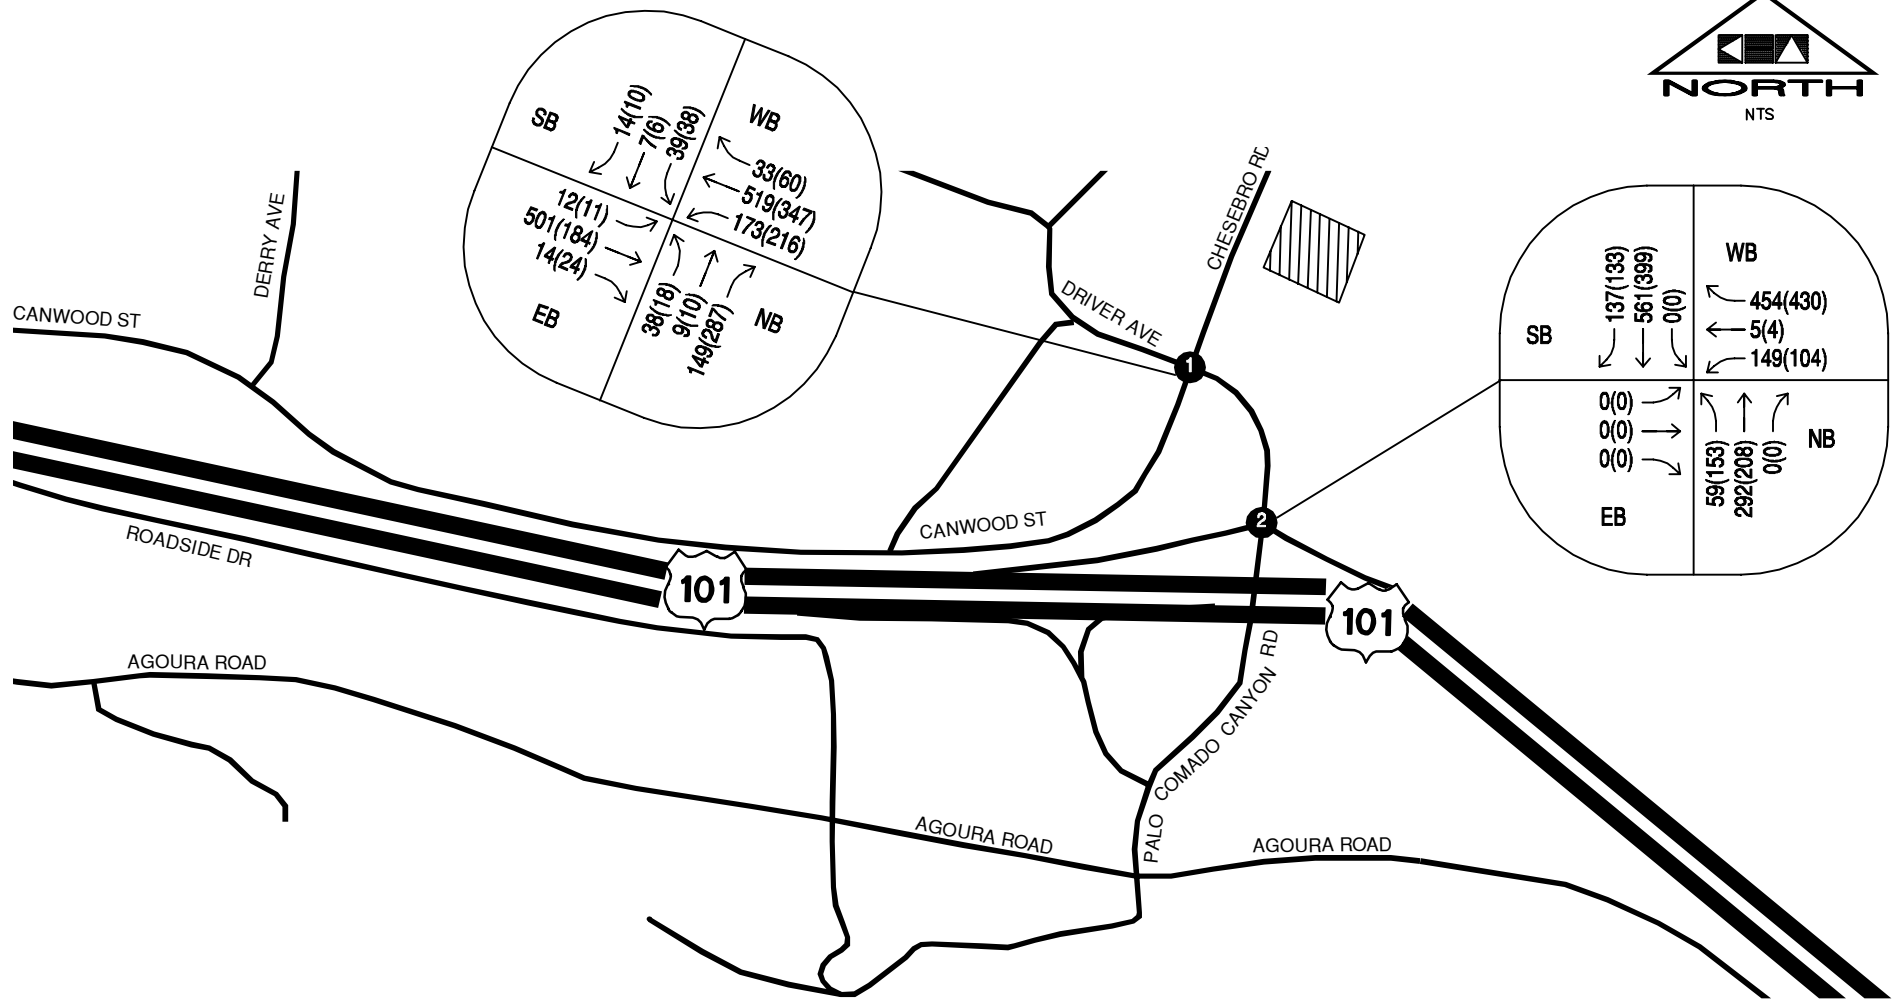 NORTH
NTS
SB
14(10)
7(6)
39(38)
WB
33(60)
519(347)
173(216)
12(11)
501(184)
14(24)
EB
38(18)
9(10)
149(287)
NB
SB
137(133)
561(399)
0(0)
WB
454(430)
5(4)
149(104)
0(0)
0(0)
0(0)
EB
59(153)
292(208)
0(0)
NB
CHESEBRO RD
DERRY AVE
DRIVER AVE
CANWOOD ST
1
2
CANWOOD ST
ROADSIDE DR
101
101
PALO COMADO CANYON RD
AGOURA ROAD
AGOURA ROAD
AGOURA ROAD